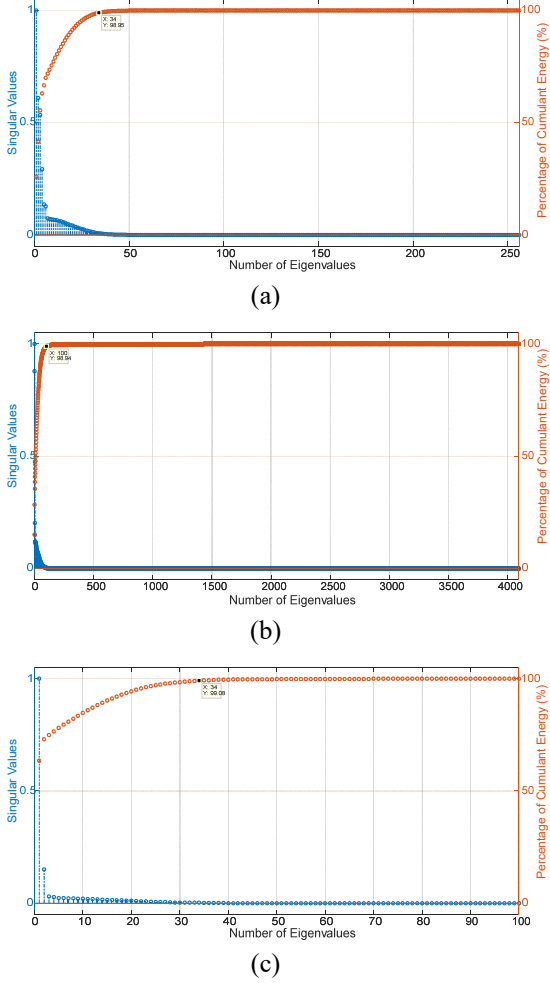 1
0.5
0
Singular Values
100
50
0
Percentage of Cumulant Energy (%)
X: 34
Y: 98.95
0 50 100 150 200 250
Number of Eigenvalues
(a)
1
0.5
0
Singular Values
100
50
0
Percentage of Cumulant Energy (%)
X: 100
Y: 98.94
0 500 1000 1500 2000 2500 3000 3500 4000
Number of Eigenvalues
(b)
1
0.5
0
Singular Values
100
50
0
Percentage of Cumulant Energy (%)
X: 34
Y: 99.08
0 10 20 30 40 50 60 70 80 90 100
Number of Eigenvalues
(c)